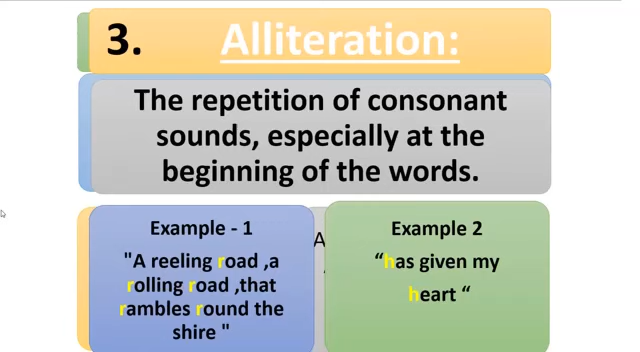 3. Alliteration:
The repetition of consonant
sounds, especially at the
beginning of the words.
Example - 1
"A reeling road ,a
rolling road ,that
rambles round the
shire "
A
Example 2
“has given my
heart “